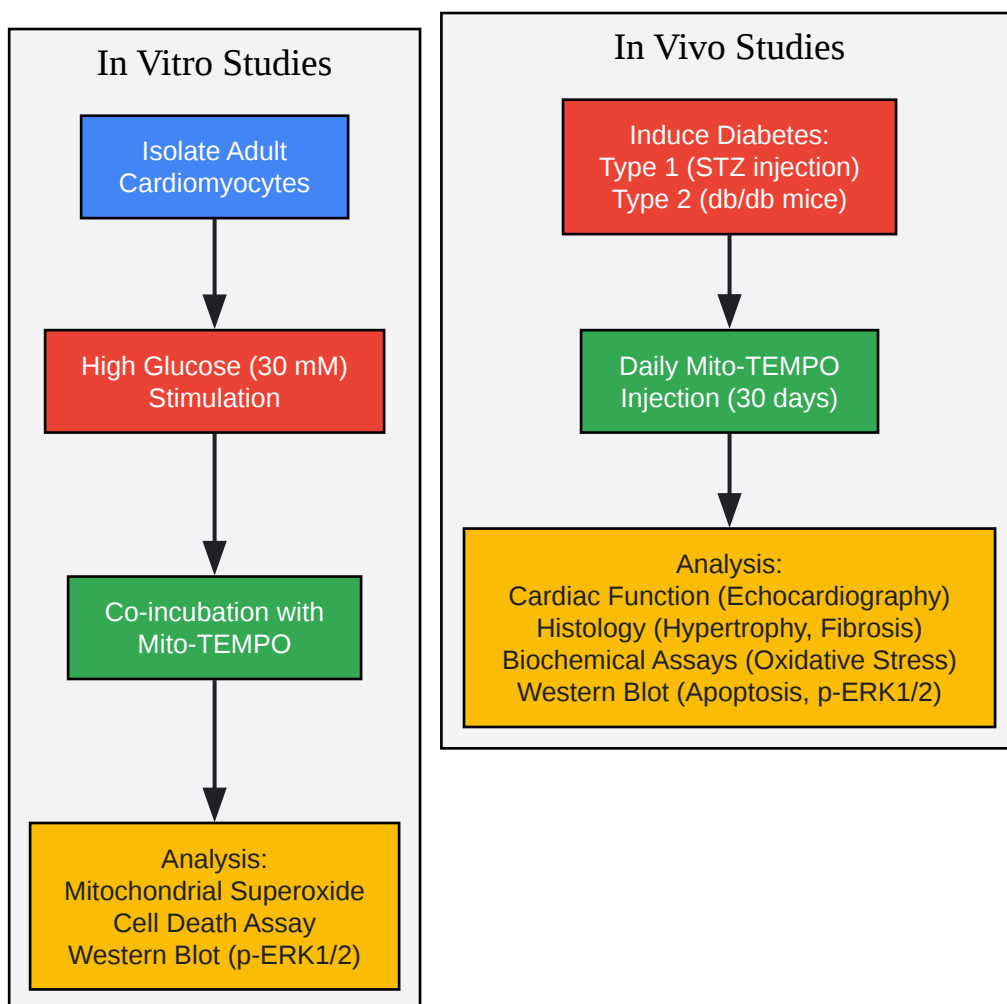 In Vitro Studies
Isolate Adult
Cardiomyocytes
High Glucose (30 mM)
Stimulation
Co-incubation with
Mito-TEMPO
Analysis:
Mitochondrial Superoxide
Cell Death Assay
Western Blot (p-ERK1/2)
In Vivo Studies
Induce Diabetes:
Type 1 (STZ injection)
Type 2 (db/db mice)
Daily Mito-TEMPO
Injection (30 days)
Analysis:
Cardiac Function (Echocardiography)
Histology (Hypertrophy, Fibrosis)
Biochemical Assays (Oxidative Stress)
Western Blot (Apoptosis, p-ERK1/2)